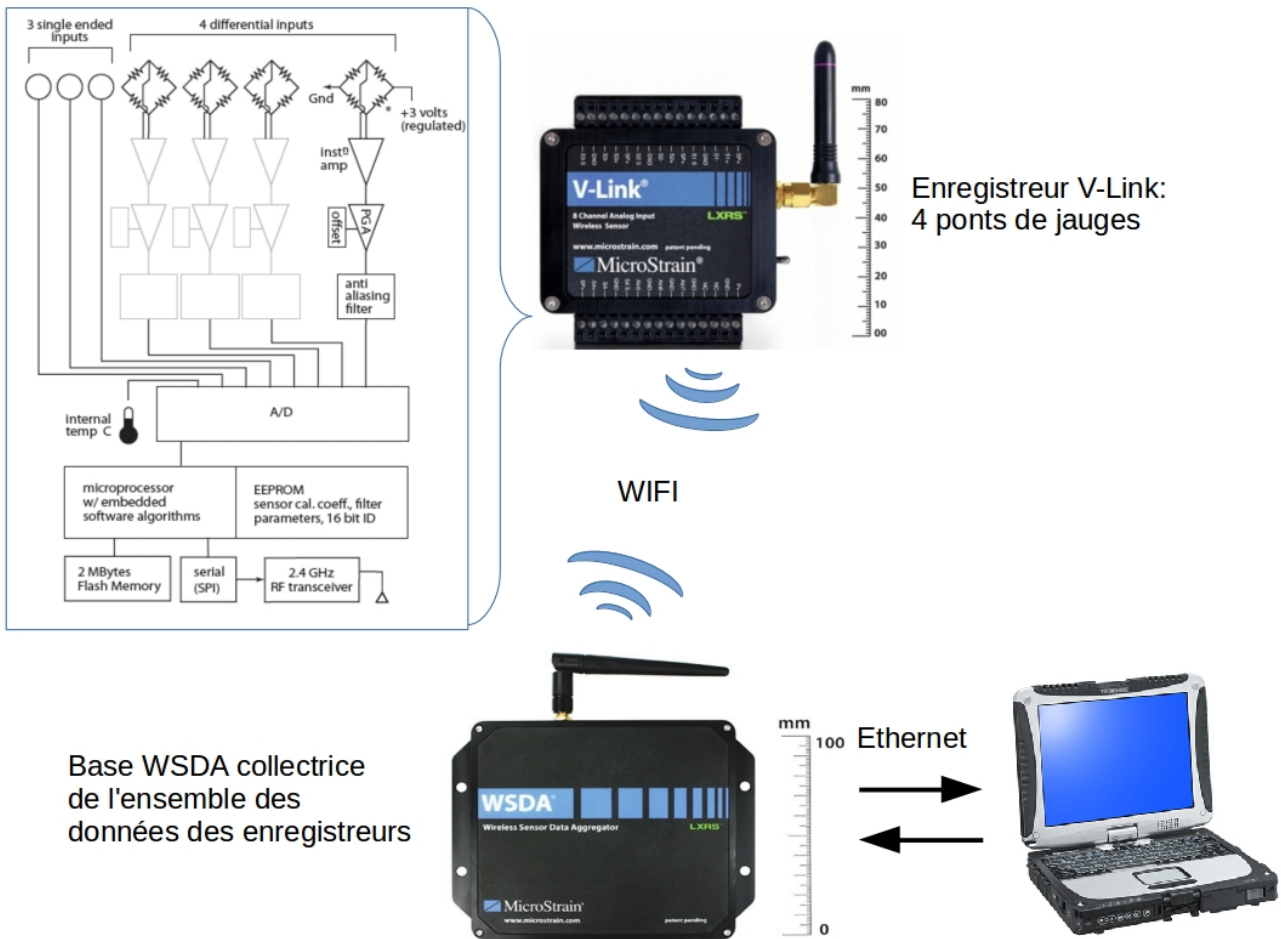 3 single ended
inputs
4 differential inputs
Gnd
*
+3 volts
(regulated)
inst
amp
PGA
offset
anti
aliasing
filter
internal
temp C
A/D
microprocessor
w/ embedded
software algorithms
EEPROM
sensor cal. coeff., filter
parameters, 16 bit ID
2 MBytes
Flash Memory
serial
(SPI)
2.4 GHz
RF transceiver
V-Link®
8 Channel Analog Input
Wireless Sensor
LXRS™
www.microstrain.com patent pending
MicroStrain®
mm
80
70
60
50
40
30
20
10
00
Enregistreur V-Link:
4 ponts de jauges
WIFI
Base WSDA collectrice
de l'ensemble des
données des enregistreurs
WSDA
Wireless Sensor Data Aggregator
LXRS
MicroStrain
www.microstrain.com
patent pending
mm
100
0
Ethernet